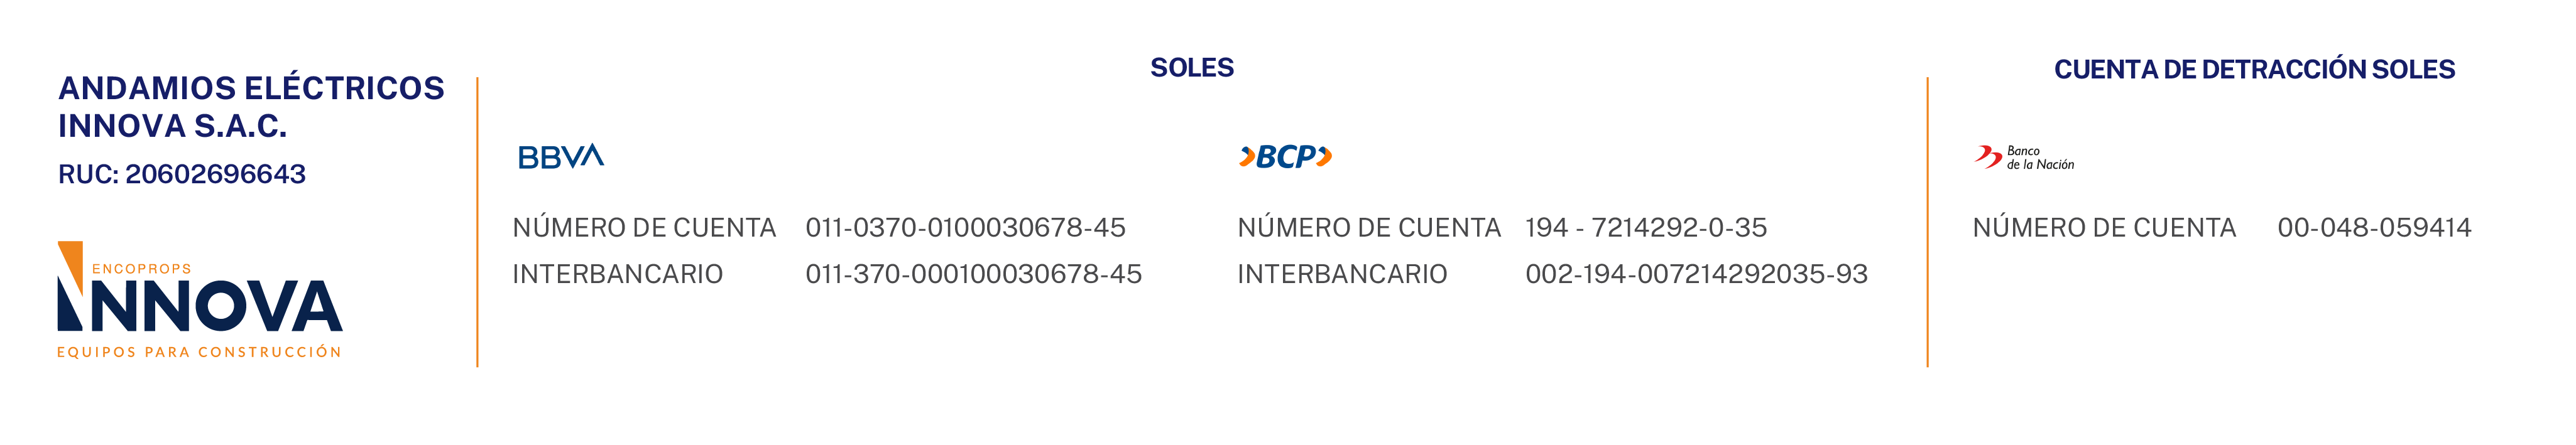 ANDAMIOS ELÉCTRICOS
INNOVA S.A.C.
RUC: 20602696643
ENCOPROPS
INNOVA
EQUIPOS PARA CONSTRUCCIÓN
SOLES
BBVA
NÚMERO DE CUENTA 011-0370-0100030678-45
INTERBANCARIO 011-370-000100030678-45
BCP
NÚMERO DE CUENTA 194 - 7214292-0-35
INTERBANCARIO 002-194-007214292035-93
CUENTA DE DETRACCIÓN SOLES
Banco
de la Nación
NÚMERO DE CUENTA 00-048-059414